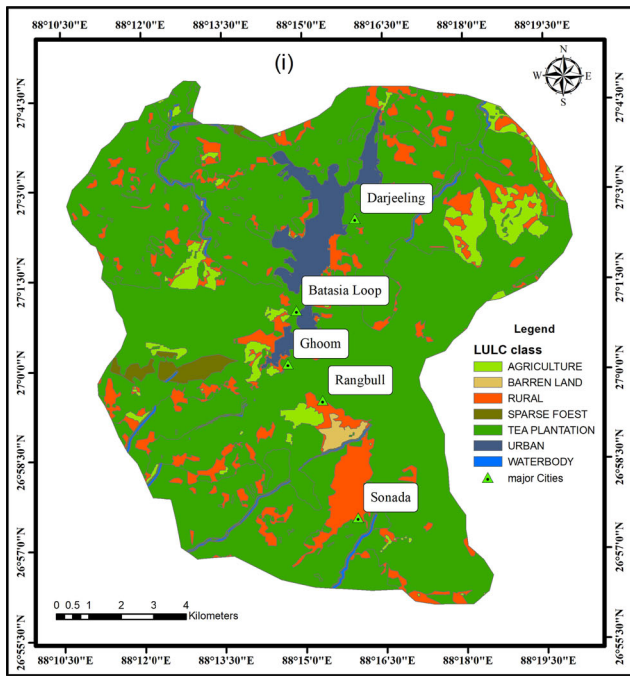 88°10'30"E 88°12'0"E 88°13'30"E 88°15'0"E 88°16'30"E 88°18'0"E 88°19'30"E
(i)
N
W E
S
27°4'30"N 27°4'30"N
27°3'0"N 27°3'0"N
Darjeeling
27°1'30"N 27°1'30"N
Batasia Loop
Ghoom
27°0'0"N 27°0'0"N
Rangbull
Legend
LULC class
AGRICULTURE
BARREN LAND
RURAL
SPARSE FOEST
TEA PLANTATION
URBAN
WATERBODY
major Cities
26°58'30"N 26°58'30"N
Sonada
26°57'0"N 26°57'0"N
0 0.5 1 2 3 4
Kilometers
26°55'30"N 26°55'30"N
88°10'30"E 88°12'0"E 88°13'30"E 88°15'0"E 88°16'30"E 88°18'0"E 88°19'30"E